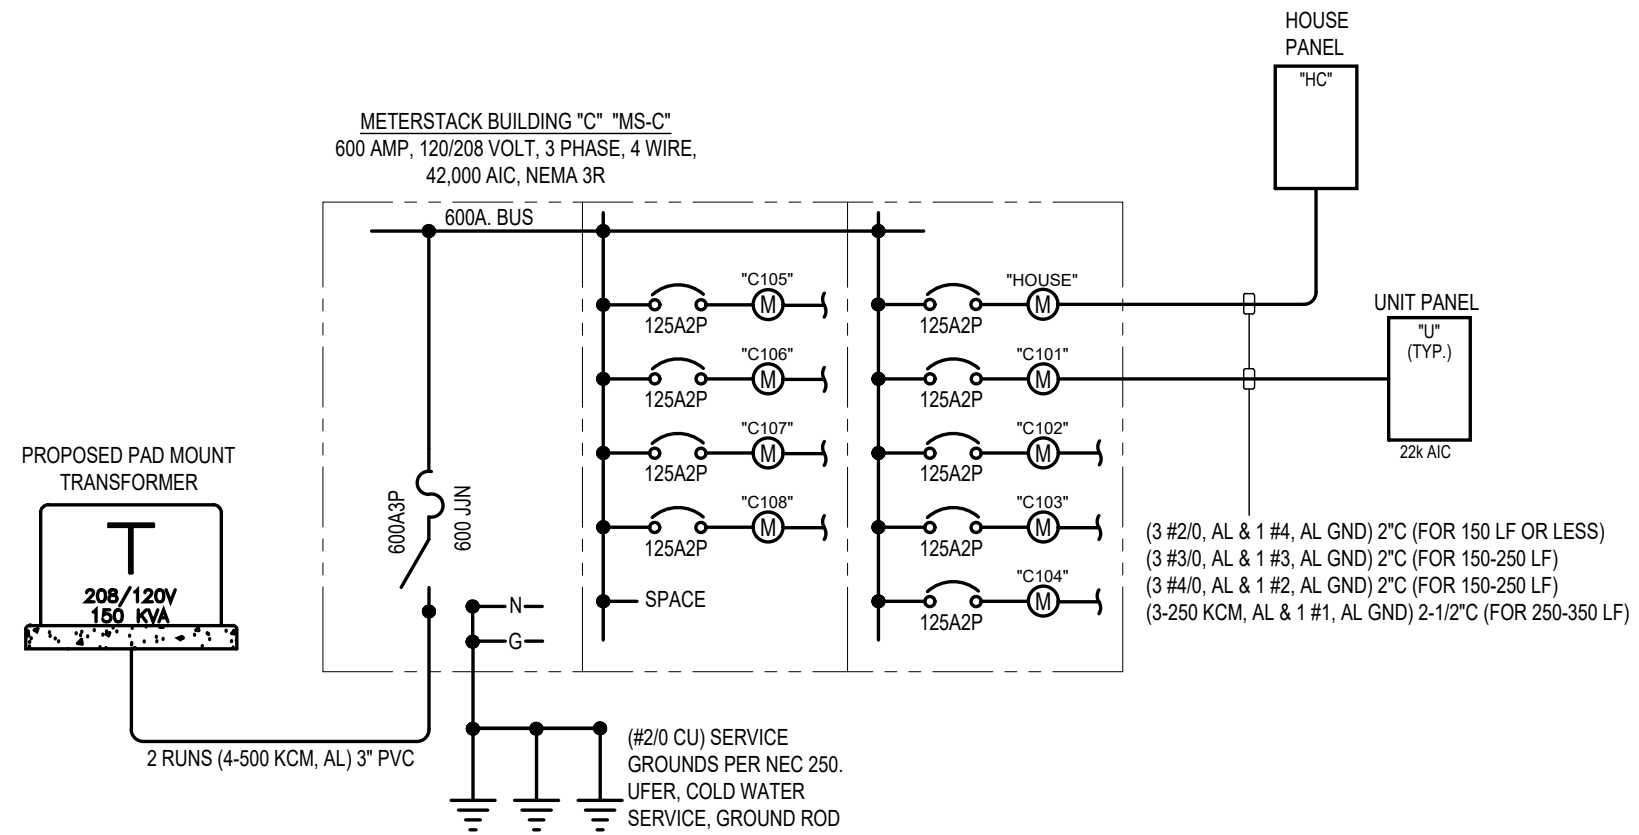 HOUSE
PANEL
"HC"
METERSTACK BUILDING "C" "MS-C"
600 AMP, 120/208 VOLT, 3 PHASE, 4 WIRE,
42,000 AIC, NEMA 3R
600A. BUS
"C105"
M
125A2P
"C106"
M
125A2P
"C107"
M
125A2P
"C108"
M
125A2P
SPACE
"HOUSE"
M
125A2P
"C101"
M
125A2P
"C102"
M
125A2P
"C103"
M
125A2P
"C104"
M
125A2P
UNIT PANEL
"U"
(TYP.)
22k AIC
PROPOSED PAD MOUNT
TRANSFORMER
T
208/120V
150 KVA
600A3P
600 JJN
N
G
(3 #2/0, AL & 1 #4, AL GND) 2"C (FOR 150 LF OR LESS)
(3 #3/0, AL & 1 #3, AL GND) 2"C (FOR 150-250 LF)
(3 #4/0, AL & 1 #2, AL GND) 2"C (FOR 150-250 LF)
(3-250 KCM, AL & 1 #1, AL GND) 2-1/2"C (FOR 250-350 LF)
2 RUNS (4-500 KCM, AL) 3" PVC
(#2/0 CU) SERVICE
GROUNDS PER NEC 250.
UFER, COLD WATER
SERVICE, GROUND ROD